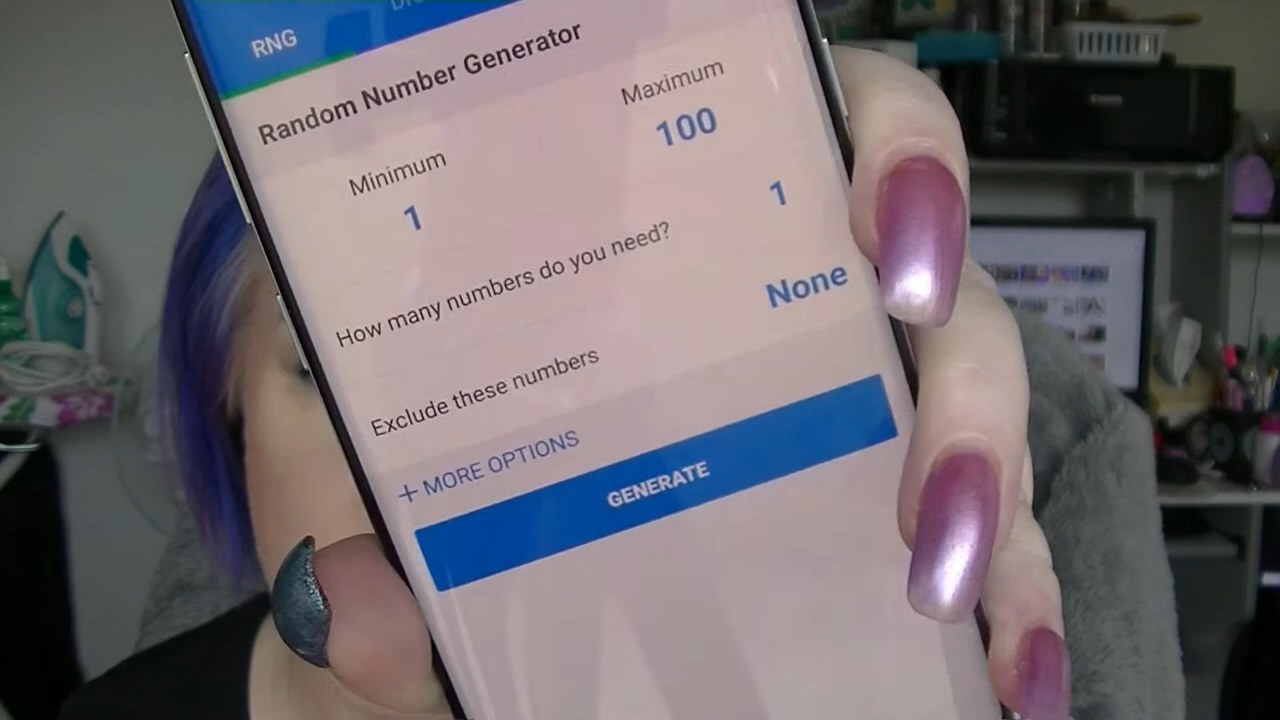 RNG
Random Number Generator
Minimum
Maximum
1
100
How many numbers do you need?
1
Exclude these numbers
None
+ MORE OPTIONS
GENERATE
Canon